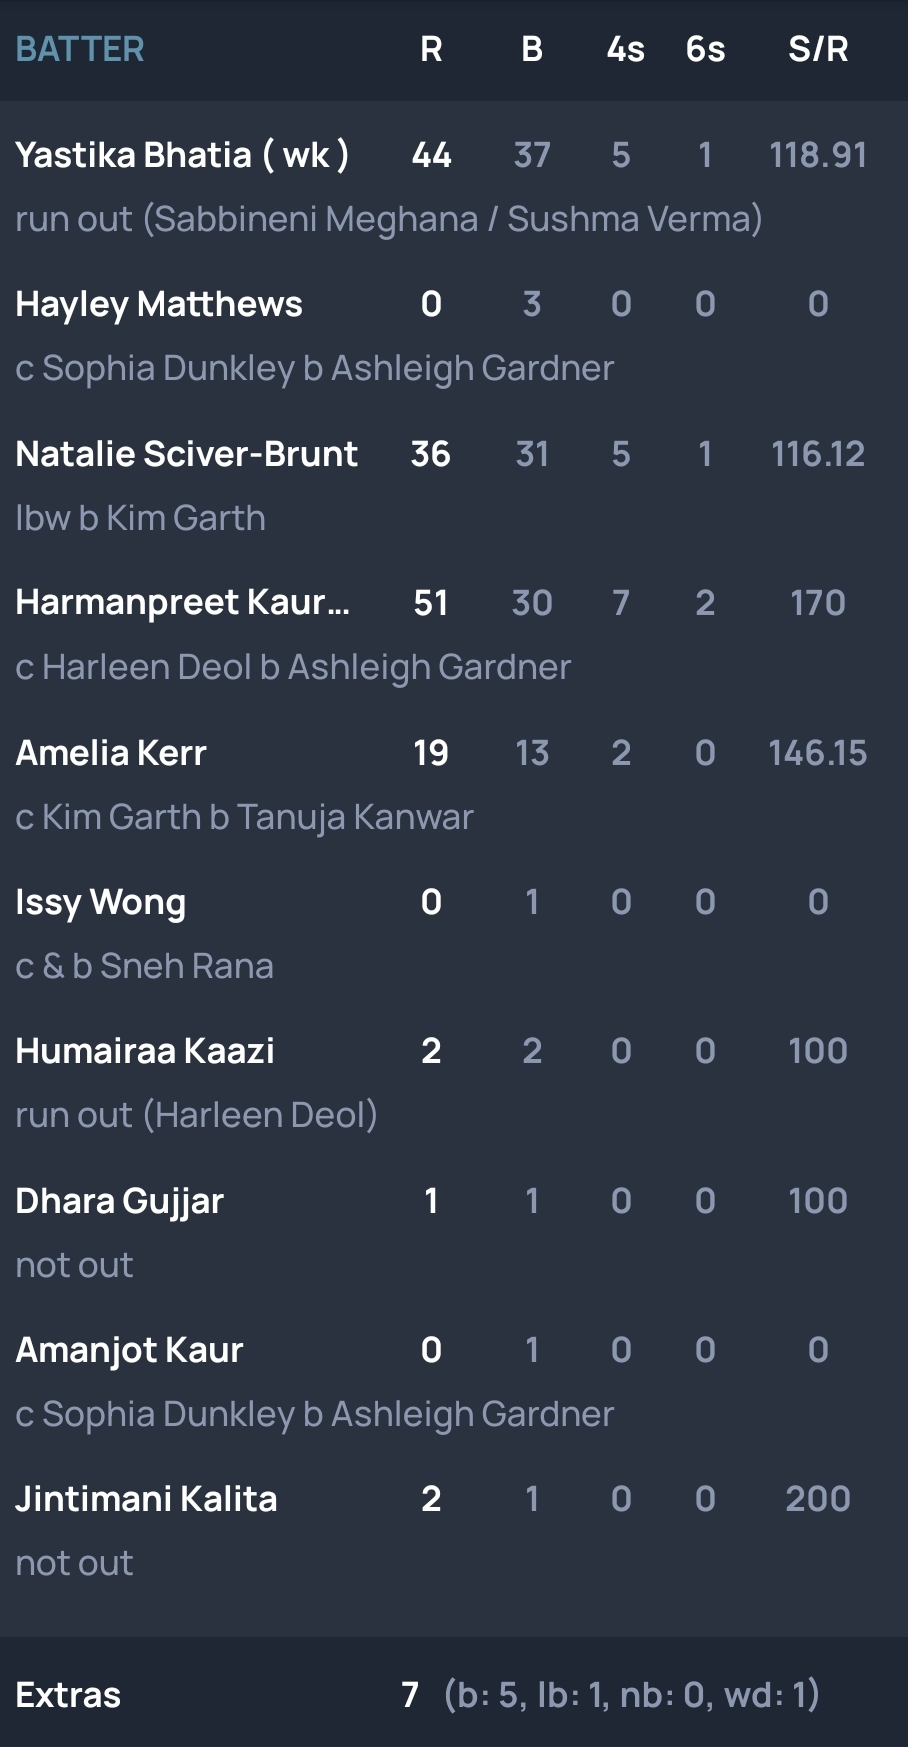 BATTER R B 4s 6s S/R
Yastika Bhatia ( wk ) 44 37 5 1 118.91
run out (Sabbineni Meghana / Sushma Verma)
Hayley Matthews 0 3 0 0 0
c Sophia Dunkley b Ashleigh Gardner
Natalie Sciver-Brunt 36 31 5 1 116.12
lbw b Kim Garth
Harmanpreet Kaur... 51 30 7 2 170
c Harleen Deol b Ashleigh Gardner
Amelia Kerr 19 13 2 0 146.15
c Kim Garth b Tanuja Kanwar
Issy Wong 0 1 0 0 0
c & b Sneh Rana
Humairaa Kaazi 2 2 0 0 100
run out (Harleen Deol)
Dhara Gujjar 1 1 0 0 100
not out
Amanjot Kaur 0 1 0 0 0
c Sophia Dunkley b Ashleigh Gardner
Jintimani Kalita 2 1 0 0 200
not out
Extras 7 (b: 5, lb: 1, nb: 0, wd: 1)